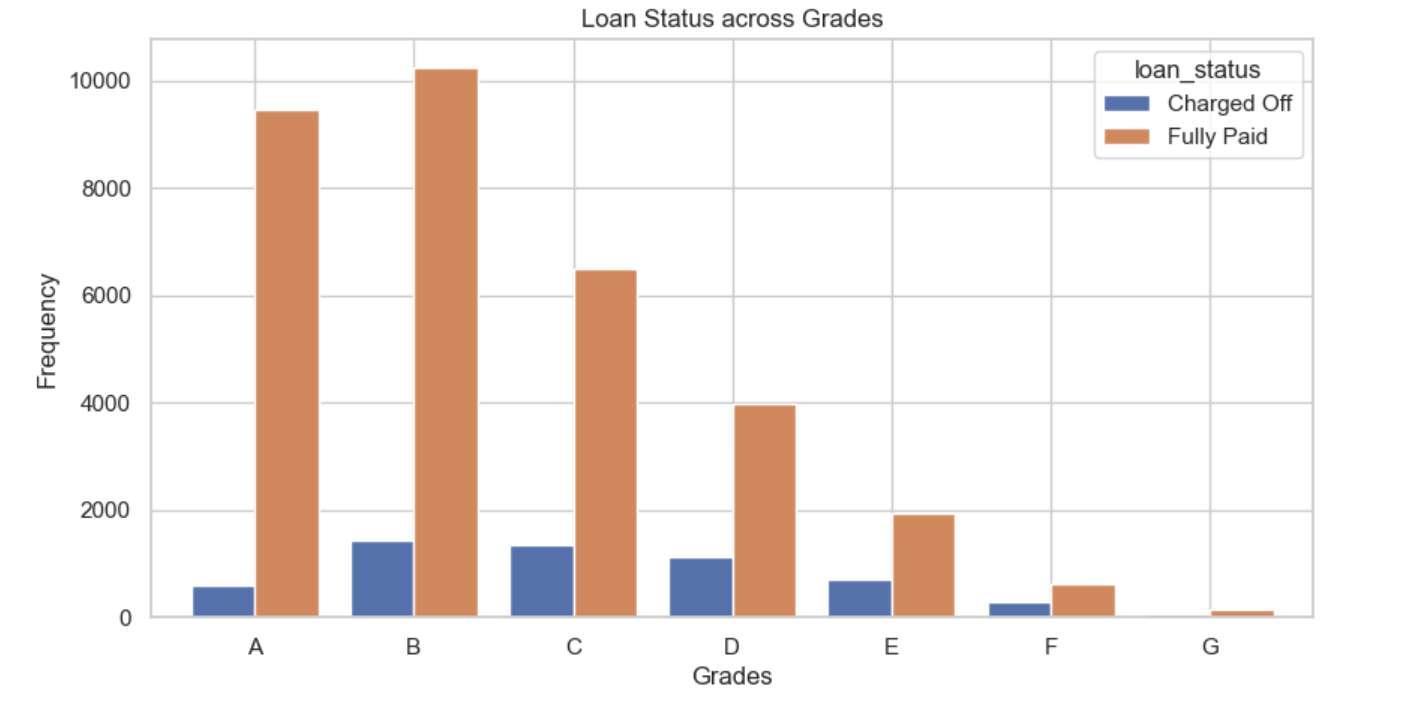 Loan Status across Grades
loan_status
Charged Off
Fully Paid
10000
8000
6000
4000
2000
0
Frequency
A B C D E F G
Grades